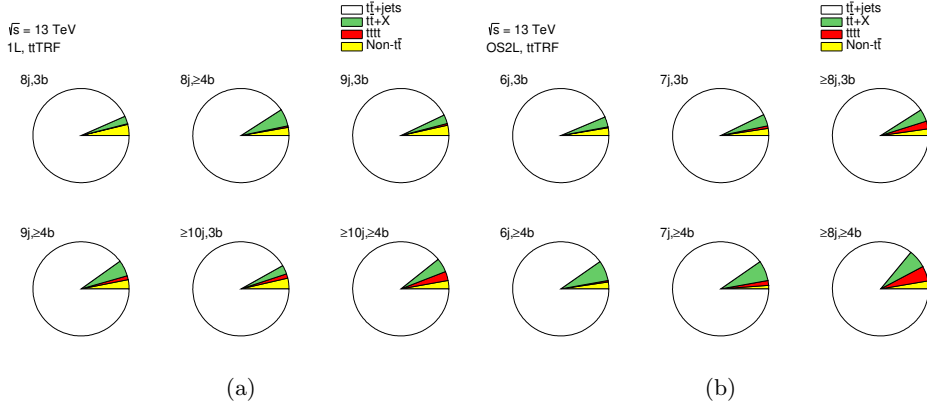 √s = 13 TeV
1L, ttTRF
tt̄+jets
tt̄+X
tttt
Non-tt̄
8j,3b
8j,≥4b
9j,3b
9j,≥4b
≥10j,3b
≥10j,≥4b
(a)
√s = 13 TeV
OS2L, ttTRF
tt̄+jets
tt̄+X
tttt
Non-tt̄
6j,3b
7j,3b
≥8j,3b
6j,≥4b
7j,≥4b
≥8j,≥4b
(b)